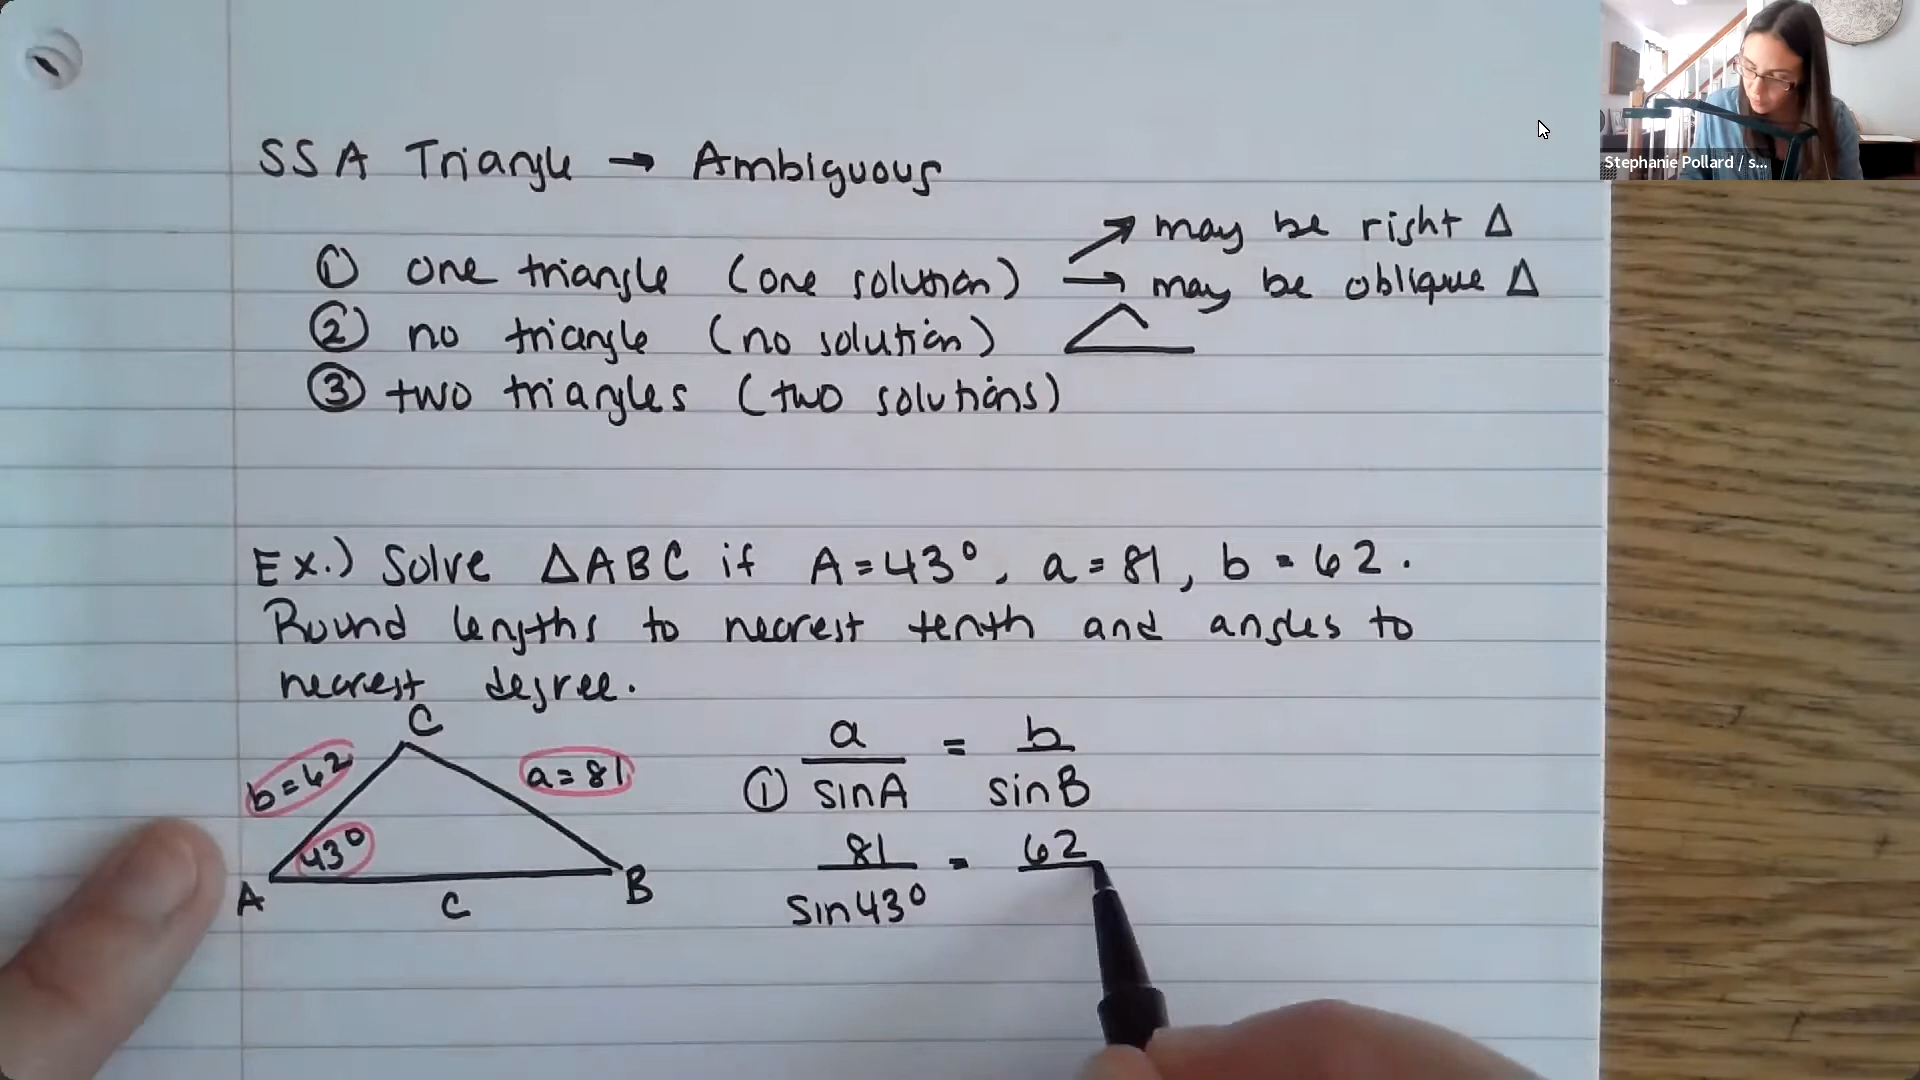 Stephanie Pollard / s...
SSA Triangle → Ambiguous
① one triangle (one solution) → may be right Δ
→ may be oblique Δ
② no triangle (no solution)
③ two triangles (two solutions)
Ex.) Solve ΔABC if A=43°, a=81, b=62.
Round lengths to nearest tenth and angles to
nearest degree.
C
b=62
a=81
43°
A
B
c
① a/sinA = b/sinB
81/sin43° = 62